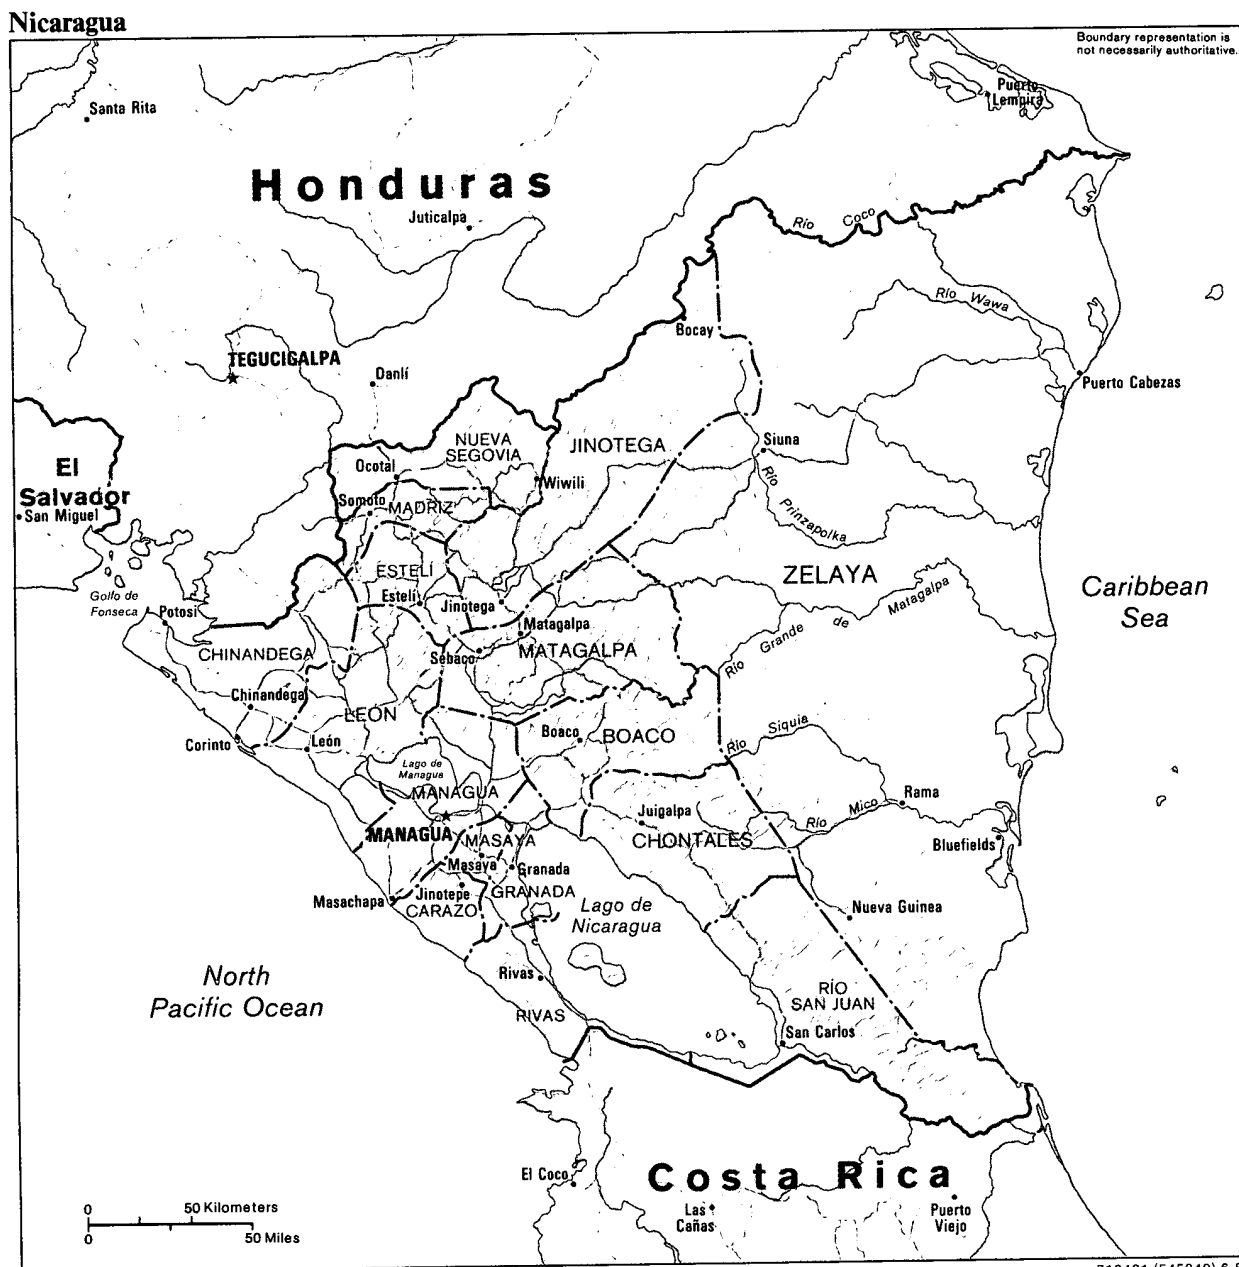 Nicaragua
Boundary representation is
not necessarily authoritative.
Puerto
Lempira
Santa Rita
Honduras
Juticalpa
Río Coco
Río Wawa
Bocay
TEGUCIGALPA
Danlí
Puerto Cabezas
NUEVA
SEGOVIA
JINOTEGA
Siuna
El
Salvador
San Miguel
Ocotal
Wiwili
Somoto
MADRIZ
Río Prinzapolka
ESTELÍ
Estelí
ZELAYA
Caribbean
Sea
Golfo de
Fonseca
Potosí
Jinotega
Matagalpa
Río Grande de Matagalpa
CHINANDEGA
Sébaco
MATAGALPA
Chinandega
LEÓN
Corinto
León
Boaco
BOACO
Río Siquia
Lago de
Managua
MANAGUA
Rama
Río Mico
Juigalpa
MANAGUA
MASAYA
CHONTALES
Bluefields
Masaya
Granada
Masachapa
Jinotepe
GRANADA
CARAZO
Lago de
Nicaragua
Nueva Guinea
North
Pacific Ocean
Rivas
RIVAS
RÍO
SAN JUAN
San Carlos
El Coco
Costa Rica
Las
Cañas
Puerto
Viejo
0 50 Kilometers
0 50 Miles